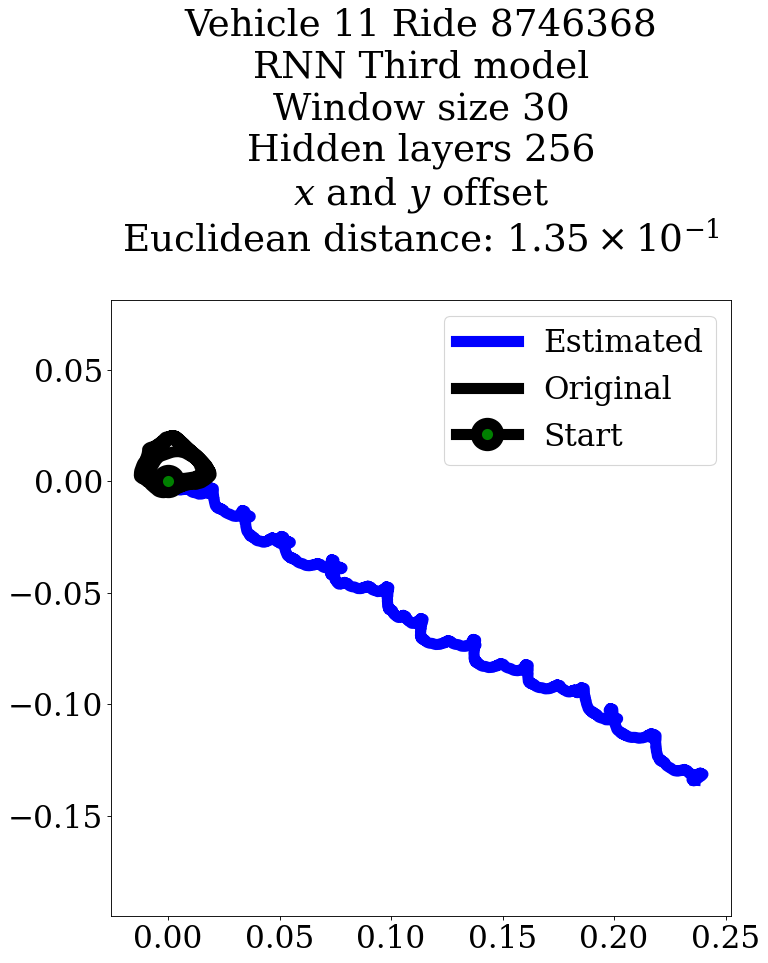 Vehicle 11 Ride 8746368
RNN Third model
Window size 30
Hidden layers 256
x and y offset
Euclidean distance: 1.35 × 10⁻¹
Estimated
Original
Start
0.05
0.00
−0.05
−0.10
−0.15
0.00 0.05 0.10 0.15 0.20 0.25